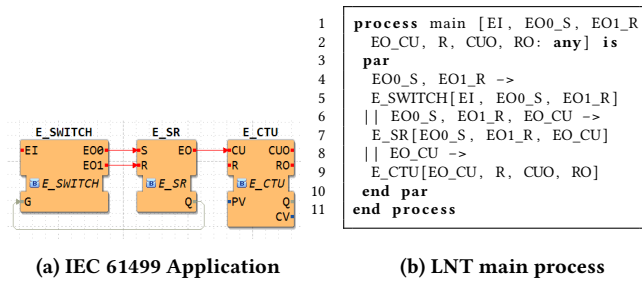 E_SWITCH
E_SR
E_CTU
EI EO0 S EO CU CUO
EO1 R R RO
E_SWITCH E_SR E_CTU
G Q PV Q
CV
(a) IEC 61499 Application
1 process main [EI, EO0_S, EO1_R
2 EO_CU, R, CUO, RO: any] is
3 par
4 EO0_S, EO1_R ->
5 E_SWITCH[EI, EO0_S, EO1_R]
6 || EO0_S, EO1_R, EO_CU ->
7 E_SR[EO0_S, EO1_R, EO_CU]
8 || EO_CU ->
9 E_CTU[EO_CU, R, CUO, RO]
10 end par
11 end process
(b) LNT main process